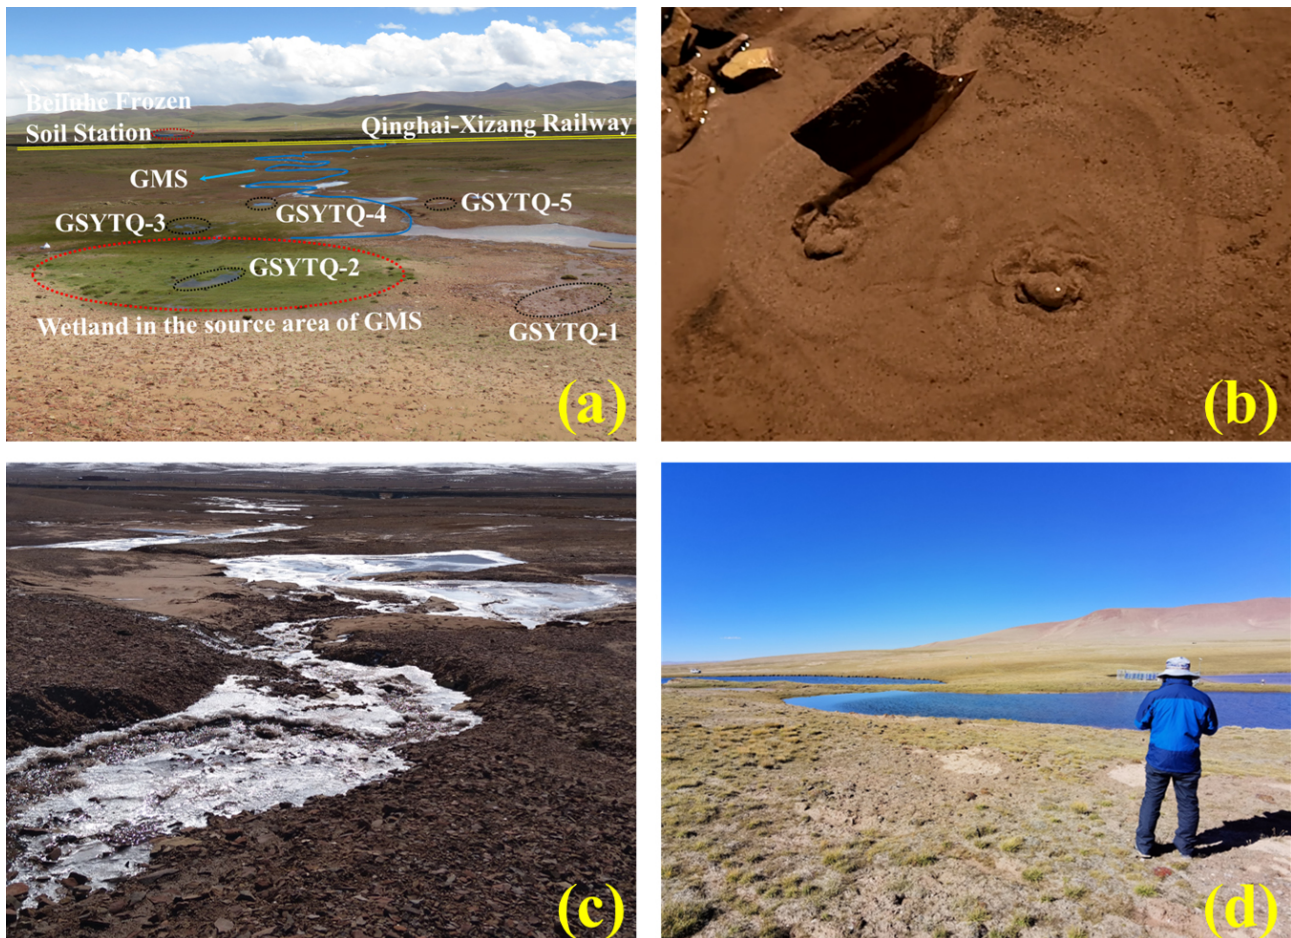 Beiluhe Frozen
Soil Station
Qinghai-Xizang Railway
GMS
GSYTQ-4
GSYTQ-5
GSYTQ-3
GSYTQ-2
Wetland in the source area of GMS
GSYTQ-1
(a)
(b)
(c)
(d)